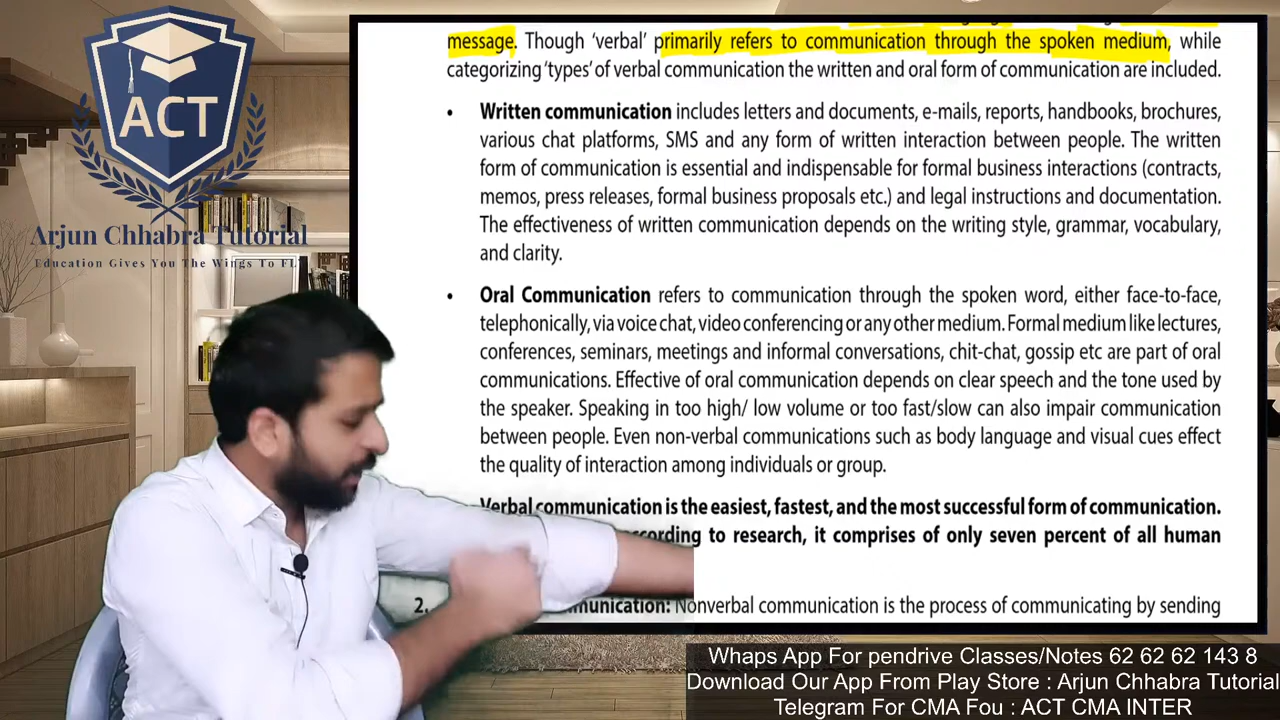 ACT
Arjun Chhabra Tutorial
Education Gives You The Wings To
message. Though ‘verbal’ primarily refers to communication through the spoken medium, while
categorizing ‘types’ of verbal communication the written and oral form of communication are included.
• Written communication includes letters and documents, e-mails, reports, handbooks, brochures,
various chat platforms, SMS and any form of written interaction between people. The written
form of communication is essential and indispensable for formal business interactions (contracts,
memos, press releases, formal business proposals etc.) and legal instructions and documentation.
The effectiveness of written communication depends on the writing style, grammar, vocabulary,
and clarity.
• Oral Communication refers to communication through the spoken word, either face-to-face,
telephonically, via voice chat, video conferencing or any other medium. Formal medium like lectures,
conferences, seminars, meetings and informal conversations, chit-chat, gossip etc are part of oral
communications. Effective of oral communication depends on clear speech and the tone used by
the speaker. Speaking in too high/ low volume or too fast/slow can also impair communication
between people. Even non-verbal communications such as body language and visual cues effect
the quality of interaction among individuals or group.
Verbal communication is the easiest, fastest, and the most successful form of communication.
to research, it comprises of only seven percent of all human
2. Nonverbal communication is the process of communicating by sending
Whaps App For pendrive Classes/Notes 62 62 62 143 8
Download Our App From Play Store : Arjun Chhabra Tutorial
Telegram For CMA Fou : ACT CMA INTER